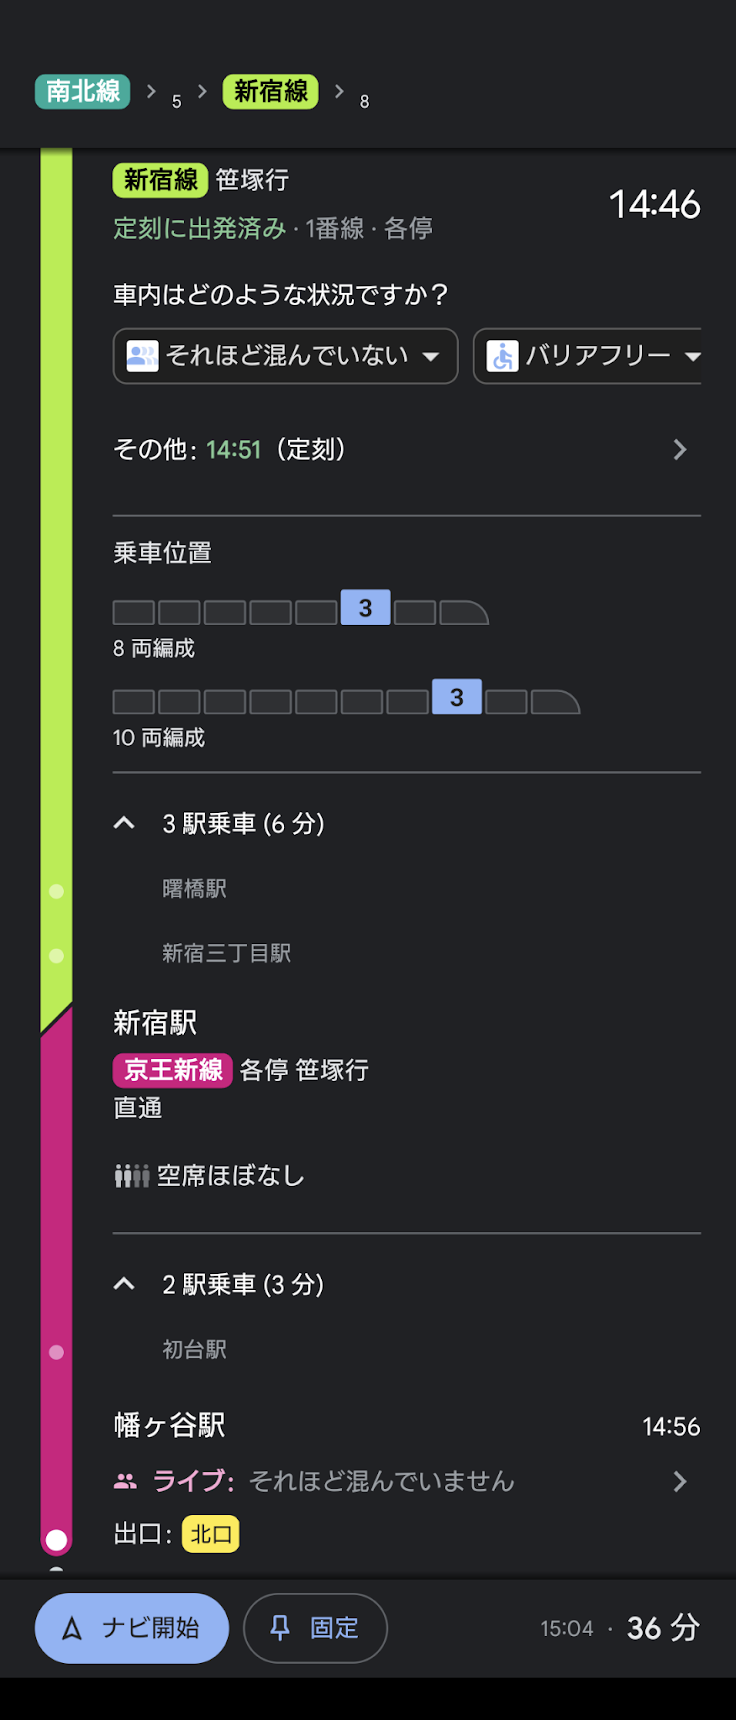 南北線 > 5 > 新宿線 > 8
新宿線 笹塚行
14:46
定刻に出発済み · 1番線 · 各停
車内はどのような状況ですか？
それほど混んでいない バリアフリー
その他: 14:51（定刻）
乗車位置
3
8 両編成
3
10 両編成
3 駅乗車 (6 分)
曙橋駅
新宿三丁目駅
新宿駅
京王新線 各停 笹塚行
直通
空席ほぼなし
2 駅乗車 (3 分)
初台駅
幡ヶ谷駅 14:56
ライブ: それほど混んでいません
出口: 北口
ナビ開始 固定 15:04 · 36 分